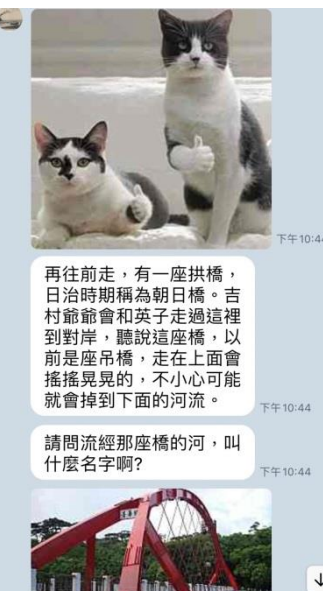 下午10:44
再往前走，有一座拱橋，
日治時期稱為朝日橋。吉
村爺爺會和英子走過這裡
到對岸，聽說這座橋，以
前是座吊橋，走在上面會
搖搖晃晃的，不小心可能
就會掉到下面的河流。
下午10:44
請問流經那座橋的河，叫
什麼名字啊?
下午10:44